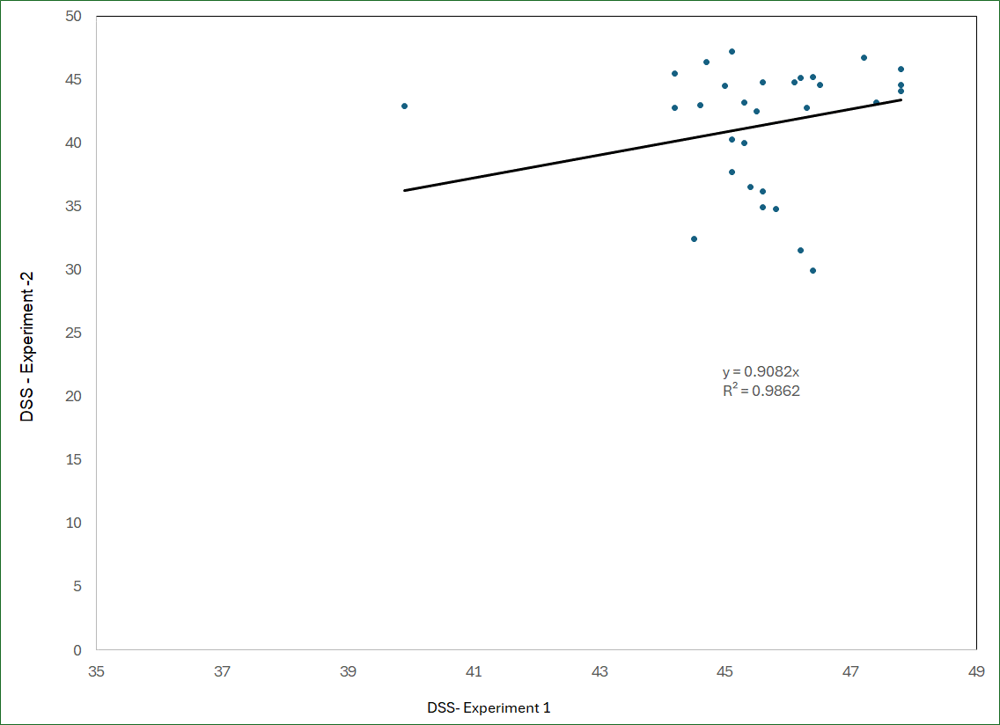 50
45
40
35
30
25
20
15
10
5
0
DSS - Experiment -2
y = 0.9082x
R² = 0.9862
35 37 39 41 43 45 47 49
DSS- Experiment 1